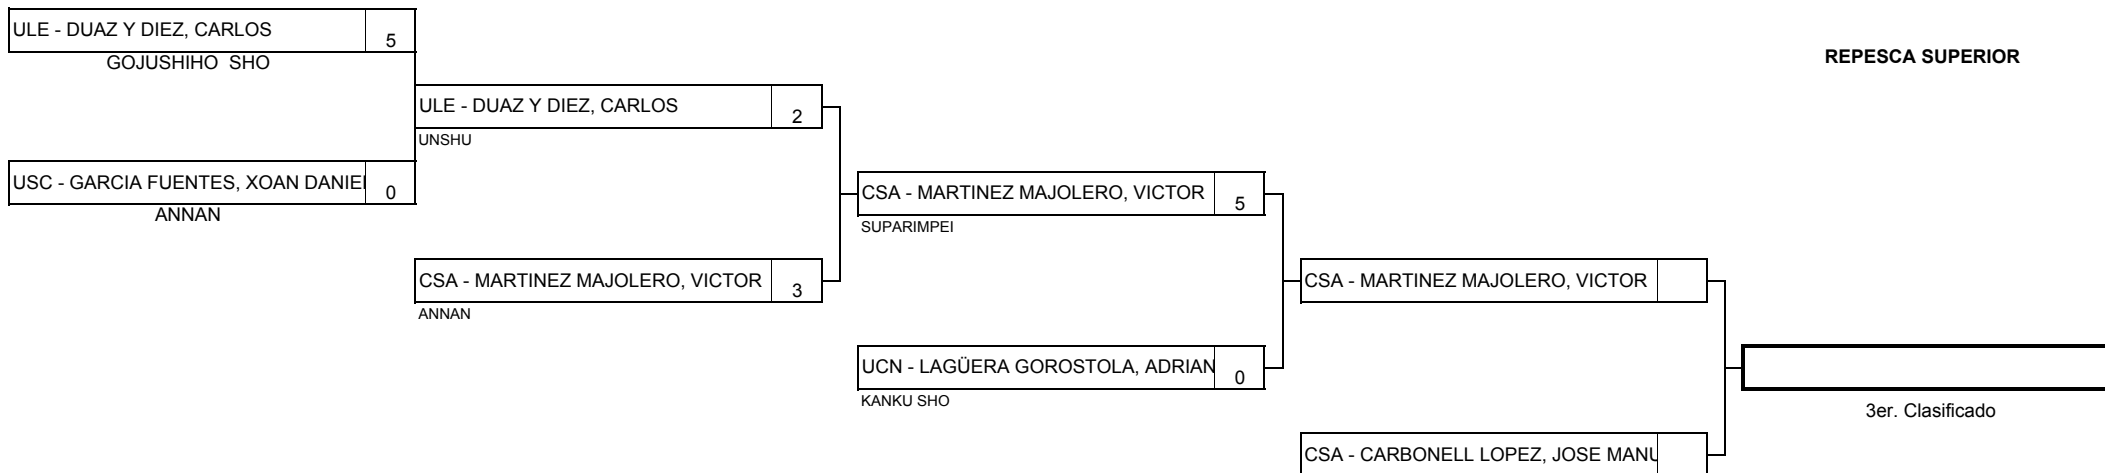 ULE - DUAZ Y DIEZ, CARLOS 5
GOJUSHIHO SHO
REPESCA SUPERIOR
ULE - DUAZ Y DIEZ, CARLOS 2
UNSHU
USC - GARCIA FUENTES, XOAN DANIEL 0
ANNAN
CSA - MARTINEZ MAJOLERO, VICTOR 5
SUPARIMPEI
CSA - MARTINEZ MAJOLERO, VICTOR 3
ANNAN
CSA - MARTINEZ MAJOLERO, VICTOR
UCN - LAGÜERA GOROSTOLA, ADRIAN 0
KANKU SHO
3er. Clasificado
CSA - CARBONELL LOPEZ, JOSE MANU